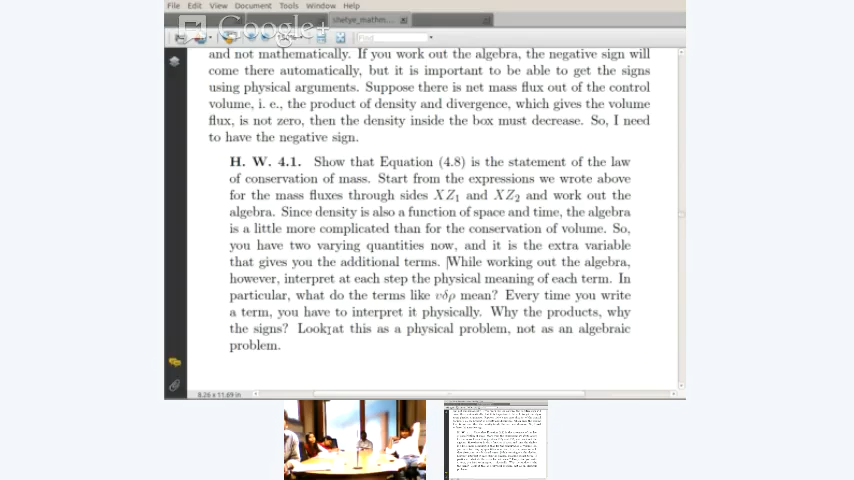 File Edit View Document Tools Window Help
shetye_mathm...
Google+
Find
and not mathematically. If you work out the algebra, the negative sign will
come there automatically, but it is important to be able to get the signs
using physical arguments. Suppose there is net mass flux out of the control
volume, i. e., the product of density and divergence, which gives the volume
flux, is not zero, then the density inside the box must decrease. So, I need
to have the negative sign.
H. W. 4.1. Show that Equation (4.8) is the statement of the law
of conservation of mass. Start from the expressions we wrote above
for the mass fluxes through sides XZ₁ and XZ₂ and work out the
algebra. Since density is also a function of space and time, the algebra
is a little more complicated than for the conservation of volume. So,
you have two varying quantities now, and it is the extra variable
that gives you the additional terms. While working out the algebra,
however, interpret at each step the physical meaning of each term. In
particular, what do the terms like vδρ mean? Every time you write
a term, you have to interpret it physically. Why the products, why
the signs? Look at this as a physical problem, not as an algebraic
problem.
8.26 x 11.69 in